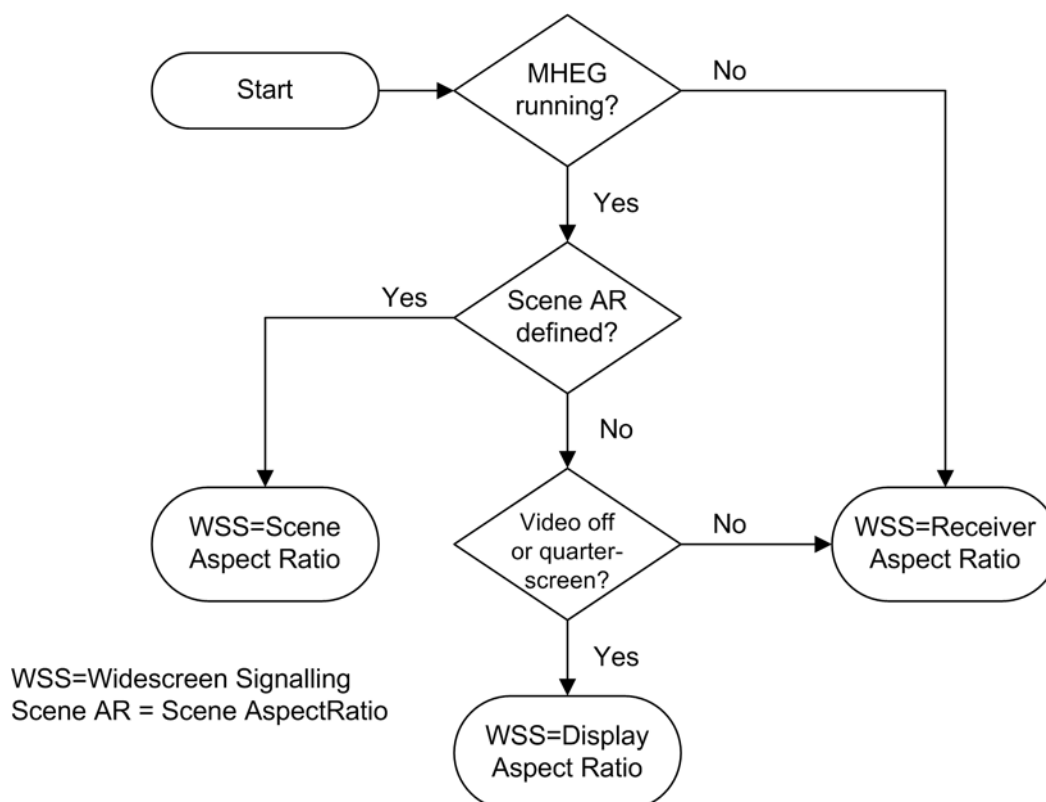 Start
MHEG
running?
No
Yes
Yes
Scene AR
defined?
No
WSS=Scene
Aspect Ratio
Video off
or quarter-
screen?
No
WSS=Receiver
Aspect Ratio
Yes
WSS=Widescreen Signalling
Scene AR = Scene AspectRatio
WSS=Display
Aspect Ratio